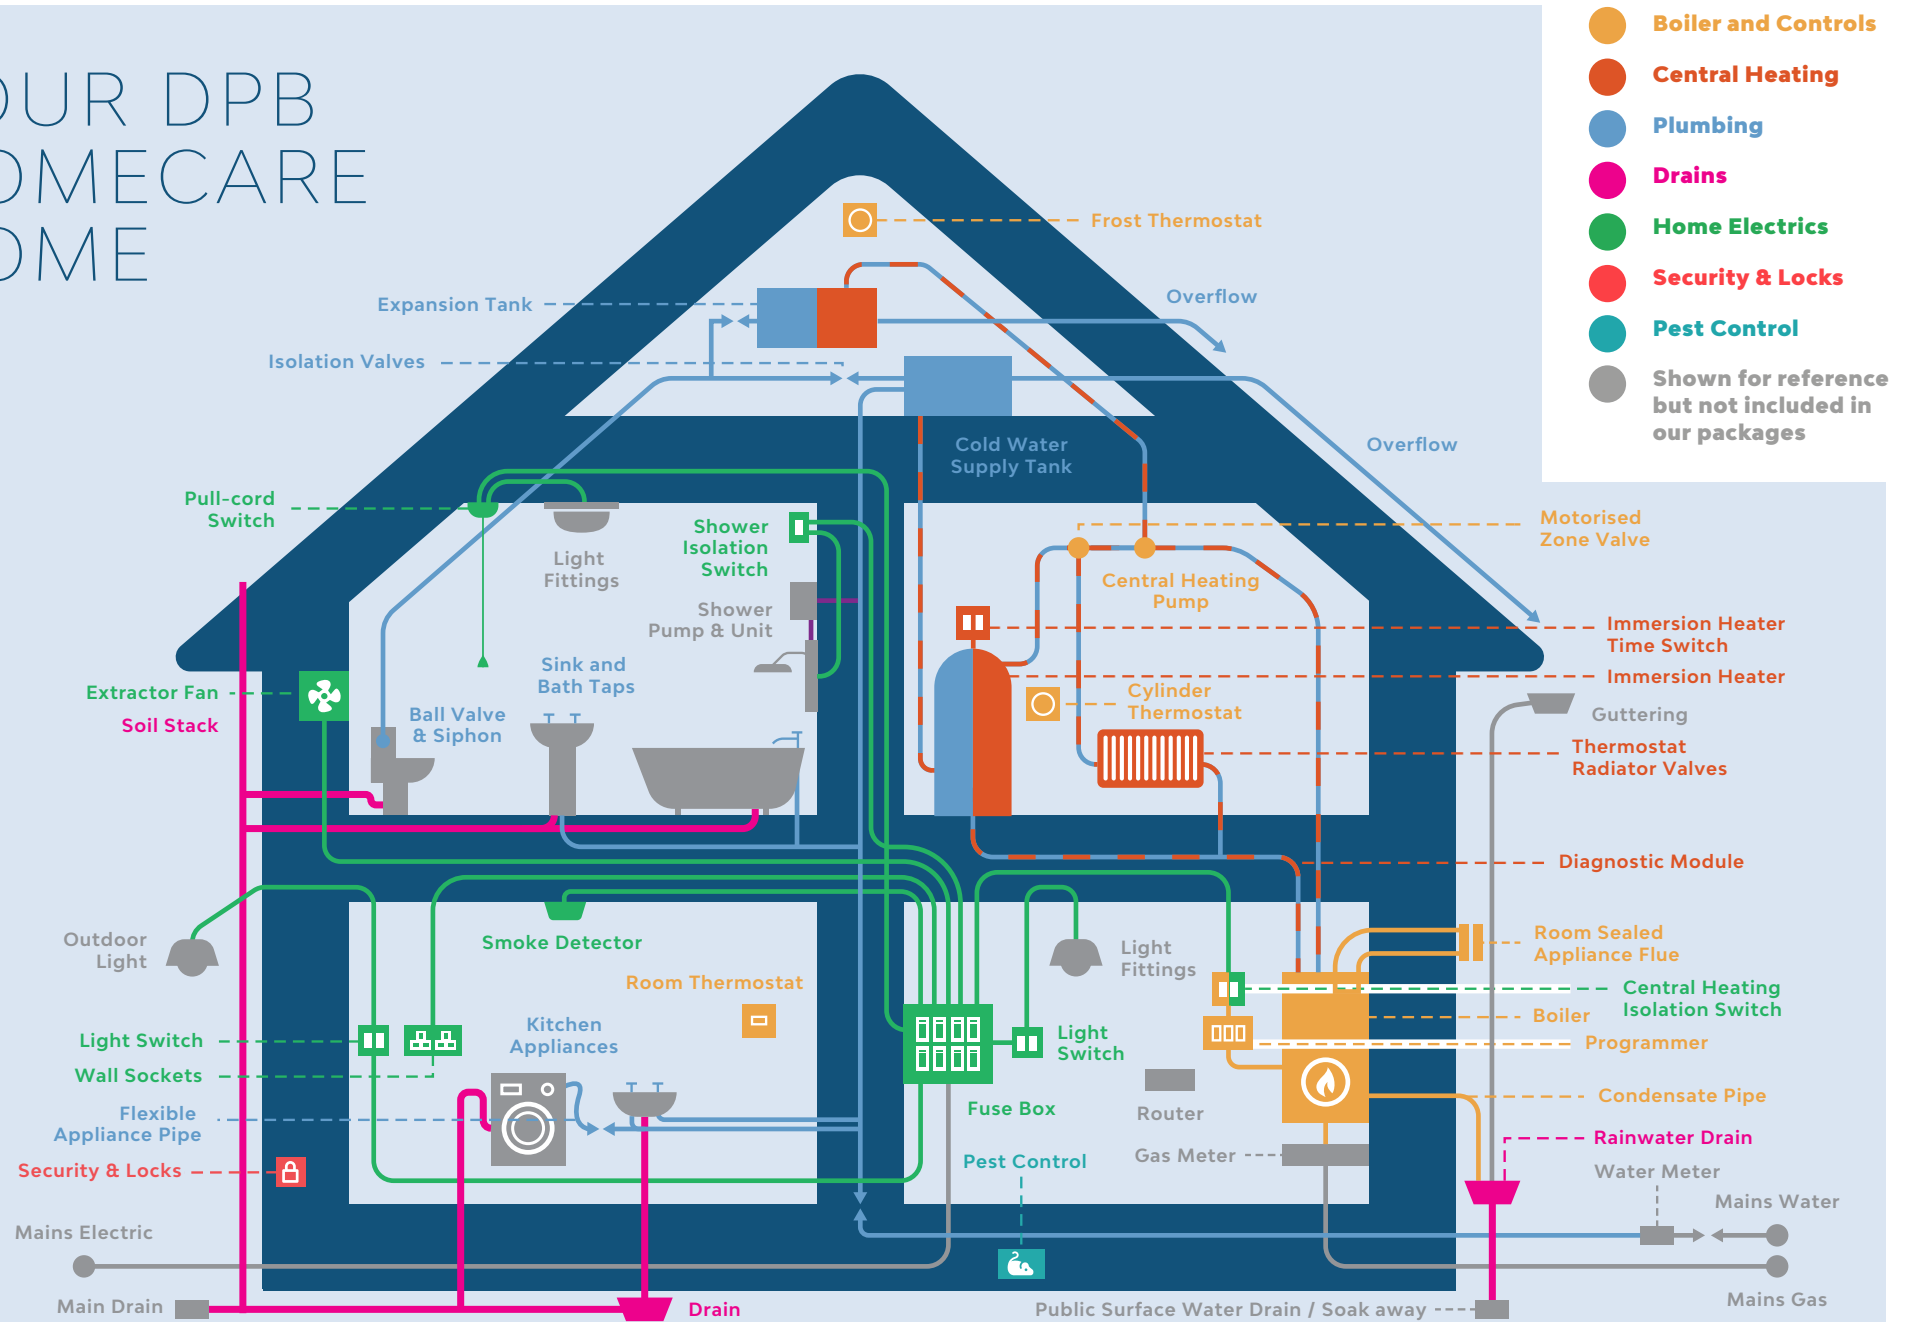 OUR DPB
OMECARE
OME
Boiler and Controls
Central Heating
Plumbing
Drains
Home Electrics
Security & Locks
Pest Control
Shown for reference
but not included in
our packages
Frost Thermostat
Expansion Tank
Overflow
Isolation Valves
Cold Water
Supply Tank
Overflow
Pull-cord
Switch
Light
Fittings
Shower
Isolation
Switch
Motorised
Zone Valve
Central Heating
Pump
Shower
Pump & Unit
Immersion Heater
Time Switch
Sink and
Bath Taps
Immersion Heater
Extractor Fan
Soil Stack
Ball Valve
& Siphon
Cylinder
Thermostat
Guttering
Thermostat
Radiator Valves
Diagnostic Module
Outdoor
Light
Smoke Detector
Light
Fittings
Room Sealed
Appliance Flue
Room Thermostat
Central Heating
Isolation Switch
Kitchen
Appliances
Boiler
Light Switch
Light
Switch
Programmer
Wall Sockets
Fuse Box
Router
Condensate Pipe
Flexible
Appliance Pipe
Rainwater Drain
Gas Meter
Pest Control
Security & Locks
Water Meter
Mains Water
Mains Electric
Main Drain
Drain
Public Surface Water Drain / Soak away
Mains Gas